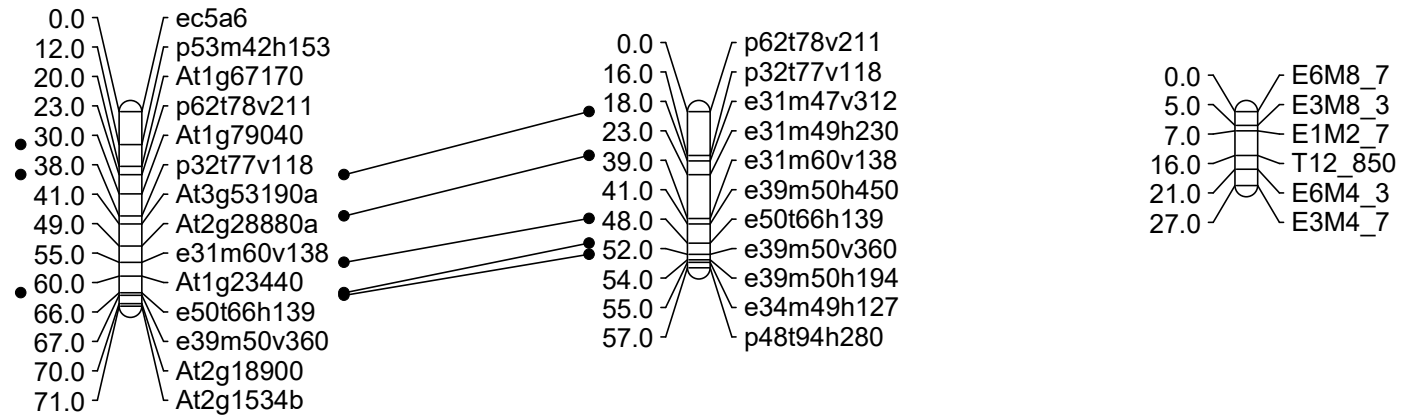 0.0 ec5a6
12.0 p53m42h153
20.0 At1g67170
23.0 p62t78v211
30.0 At1g79040
38.0 p32t77v118
41.0 At3g53190a
49.0 At2g28880a
55.0 e31m60v138
60.0 At1g23440
66.0 e50t66h139
67.0 e39m50v360
70.0 At2g18900
71.0 At2g1534b
0.0 p62t78v211
16.0 p32t77v118
18.0 e31m47v312
23.0 e31m49h230
39.0 e31m60v138
41.0 e39m50h450
48.0 e50t66h139
52.0 e39m50v360
54.0 e39m50h194
55.0 e34m49h127
57.0 p48t94h280
0.0 E6M8_7
5.0 E3M8_3
7.0 E1M2_7
16.0 T12_850
21.0 E6M4_3
27.0 E3M4_7